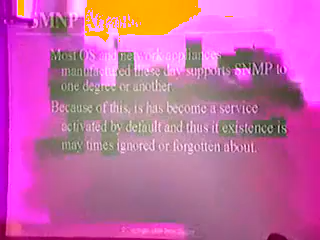 SMNP
Most OS and network appliances
manufactured these day supports SNMP to
one degree or another
Because of this, is has become a service
activated by default and thus it existence is
may times ignored or forgotten about.